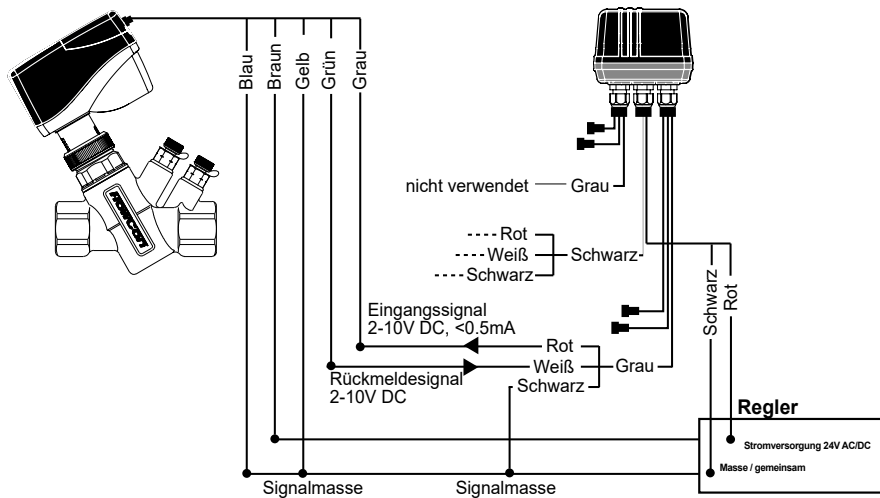 Blau
Braun
Gelb
Grün
Grau
FLOWCON
nicht verwendet
Grau
Rot
Weiß
Schwarz
Schwarz
Schwarz
Rot
Eingangssignal
2-10V DC, <0.5mA
Rot
Weiß
Schwarz
Grau
Rückmeldesignal
2-10V DC
Regler
Stromversorgung 24V AC/DC
Masse / gemeinsam
Signalmasse
Signalmasse